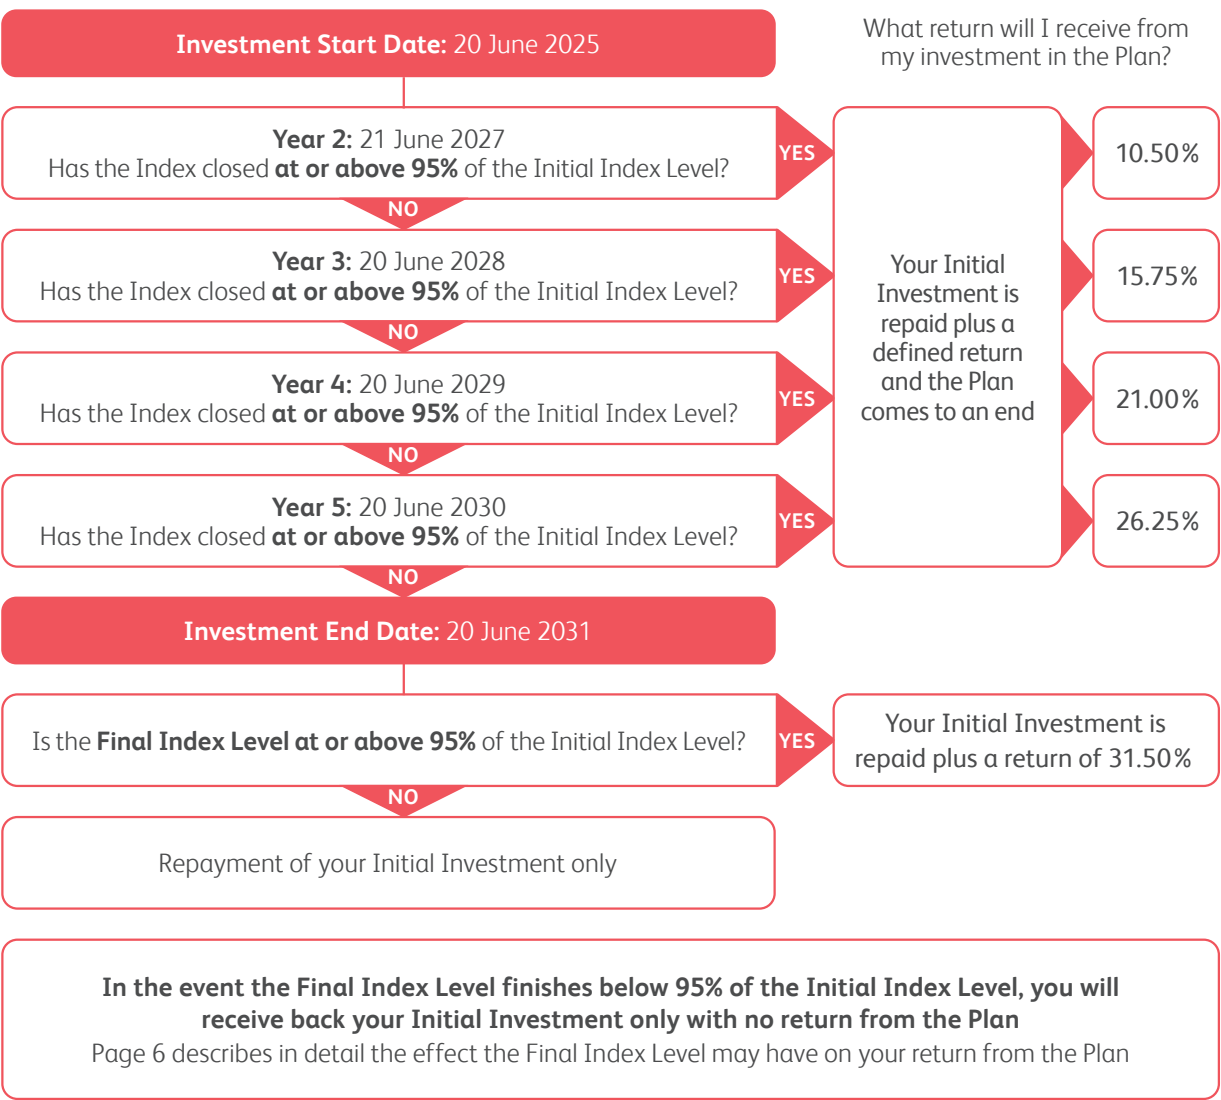 Investment Start Date: 20 June 2025
What return will I receive from
my investment in the Plan?
Year 2: 21 June 2027
Has the Index closed at or above 95% of the Initial Index Level?
YES
10.50%
NO
Year 3: 20 June 2028
Has the Index closed at or above 95% of the Initial Index Level?
YES
15.75%
NO
Year 4: 20 June 2029
Has the Index closed at or above 95% of the Initial Index Level?
YES
21.00%
NO
Year 5: 20 June 2030
Has the Index closed at or above 95% of the Initial Index Level?
YES
26.25%
NO
Your Initial
Investment is
repaid plus a
defined return
and the Plan
comes to an end
Investment End Date: 20 June 2031
Is the Final Index Level at or above 95% of the Initial Index Level?
YES
Your Initial Investment is
repaid plus a return of 31.50%
NO
Repayment of your Initial Investment only
In the event the Final Index Level finishes below 95% of the Initial Index Level, you will
receive back your Initial Investment only with no return from the Plan
Page 6 describes in detail the effect the Final Index Level may have on your return from the Plan